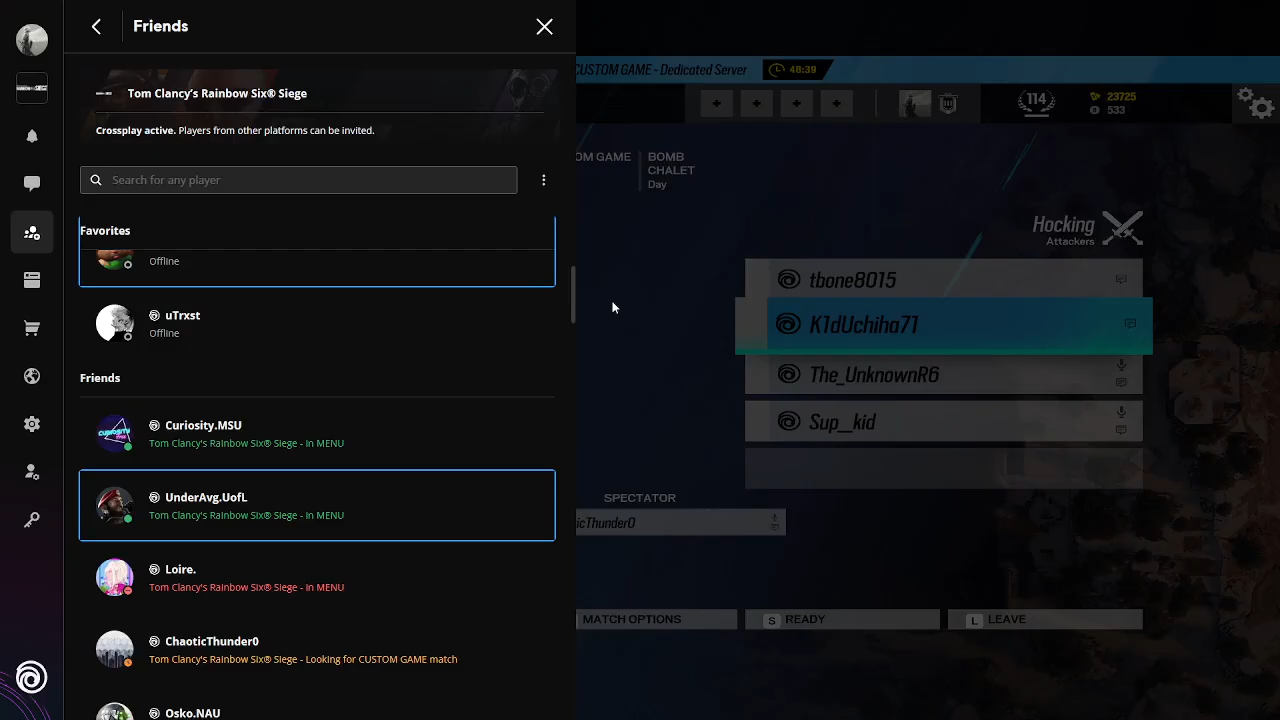 Friends
Tom Clancy's Rainbow Six® Siege
Crossplay active. Players from other platforms can be invited.
Search for any player
Favorites
Offline
uTrxst
Offline
Friends
Curiosity.MSU
Tom Clancy's Rainbow Six® Siege - In MENU
UnderAvg.UofL
Tom Clancy's Rainbow Six® Siege - In MENU
Loire.
Tom Clancy's Rainbow Six® Siege - In MENU
ChaoticThunder0
Tom Clancy's Rainbow Six® Siege - Looking for CUSTOM GAME match
Osko.NAU
CUSTOM GAME - Dedicated Server
48:39
114
23725
533
OM GAME
BOMB
CHALET
Day
Hocking
Attackers
tbone8015
K1dUchiha71
The_UnknownR6
Sup__kid
SPECTATOR
icThunder0
MATCH OPTIONS
S READY
L LEAVE